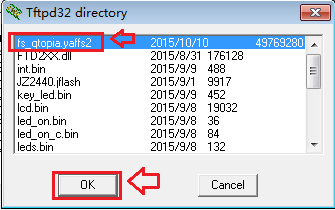 Tftpd32 directory
fs_qtopia.yaffs2 2015/10/10 49769280
FTD2XX.dll 2015/8/31 176128
int.bin 2015/9/9 488
JZ2440.jflash 2015/9/1 9917
key_led.bin 2015/9/9 452
lcd.bin 2015/9/8 19032
led_on.bin 2015/9/8 36
led_on_c.bin 2015/9/8 84
leds.bin 2015/9/8 132
OK Cancel